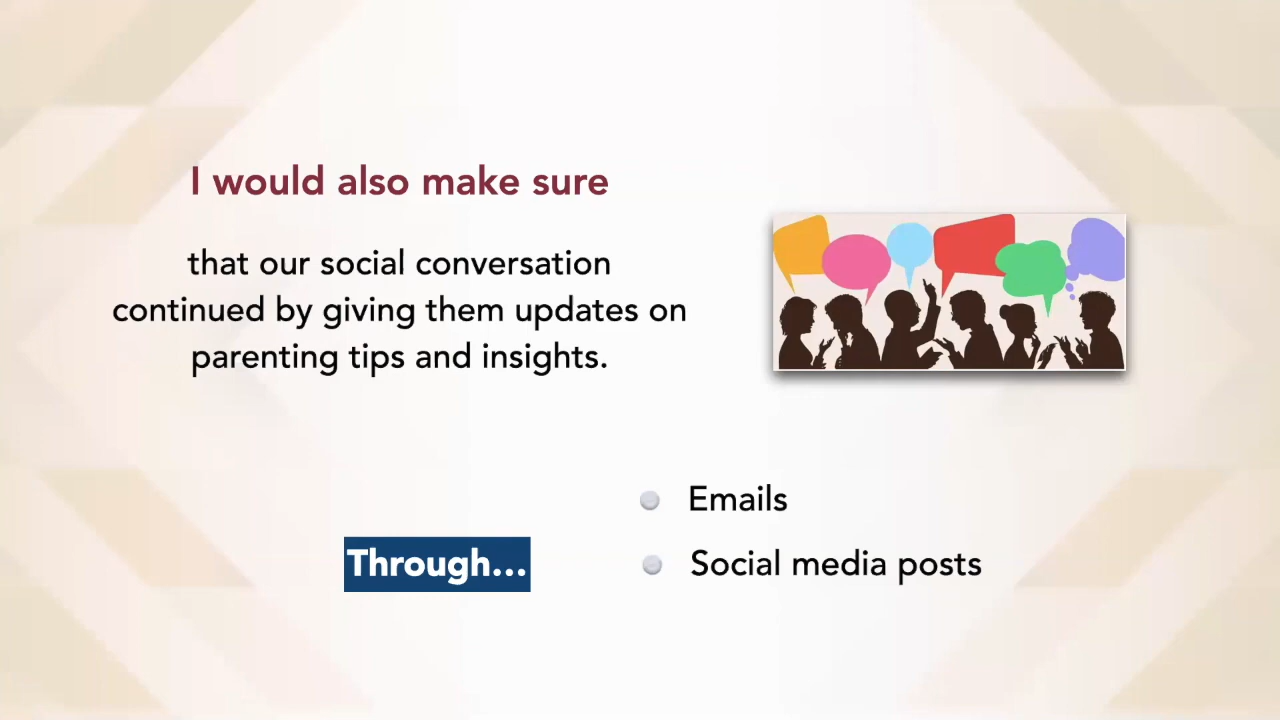 I would also make sure
that our social conversation
continued by giving them updates on
parenting tips and insights.
Through...
Emails
Social media posts